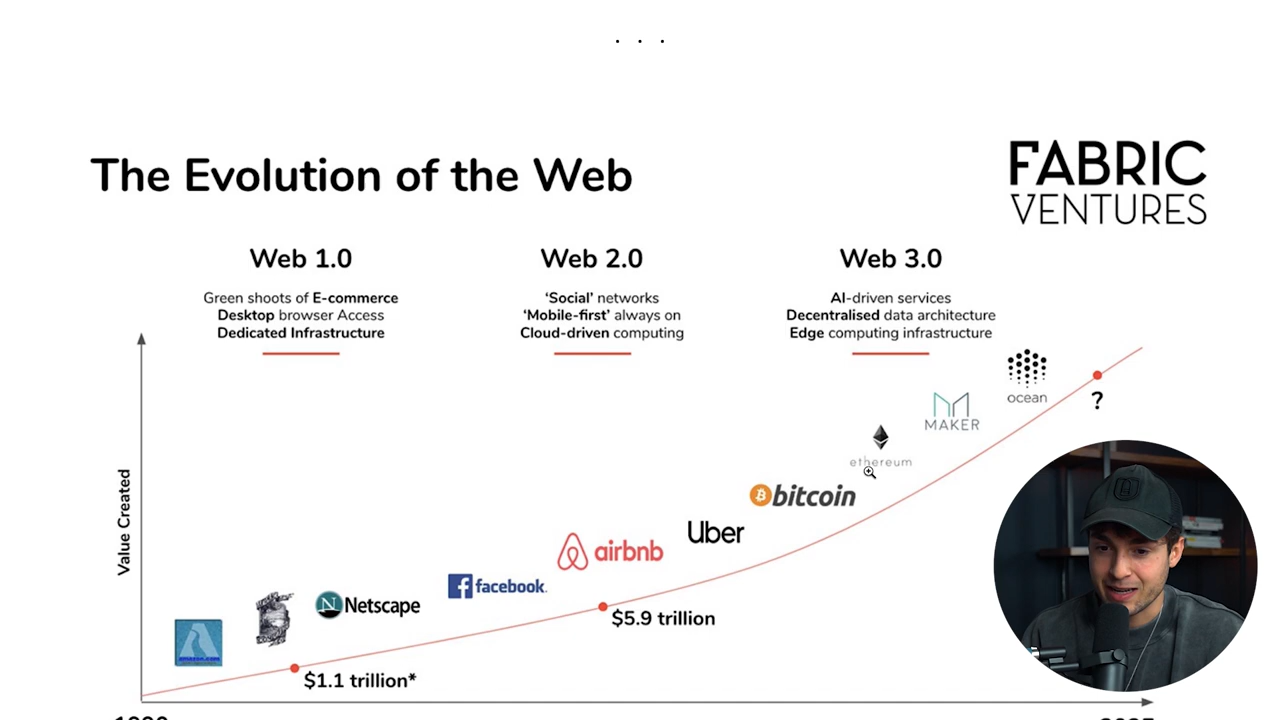 The Evolution of the Web
FABRIC
VENTURES
Web 1.0
Green shoots of E-commerce
Desktop browser Access
Dedicated Infrastructure
Web 2.0
‘Social’ networks
‘Mobile-first’ always on
Cloud-driven computing
Web 3.0
AI-driven services
Decentralised data architecture
Edge computing infrastructure
Value Created
ocean
?
MAKER
ethereum
bitcoin
Uber
airbnb
facebook.
Netscape
amazon.com
$5.9 trillion
$1.1 trillion*